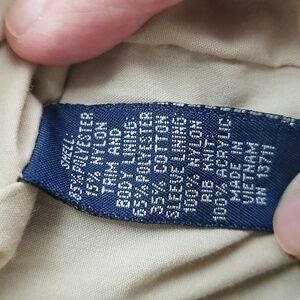 SHELL:
85% POLYESTER
15% NYLON
TRIM AND
BODY LINING:
65% POLYESTER
35% COTTON
SLEEVE LINING:
100% NYLON
RIB KNIT:
100% ACRYLIC
MADE IN
VIETNAM
RN 13711